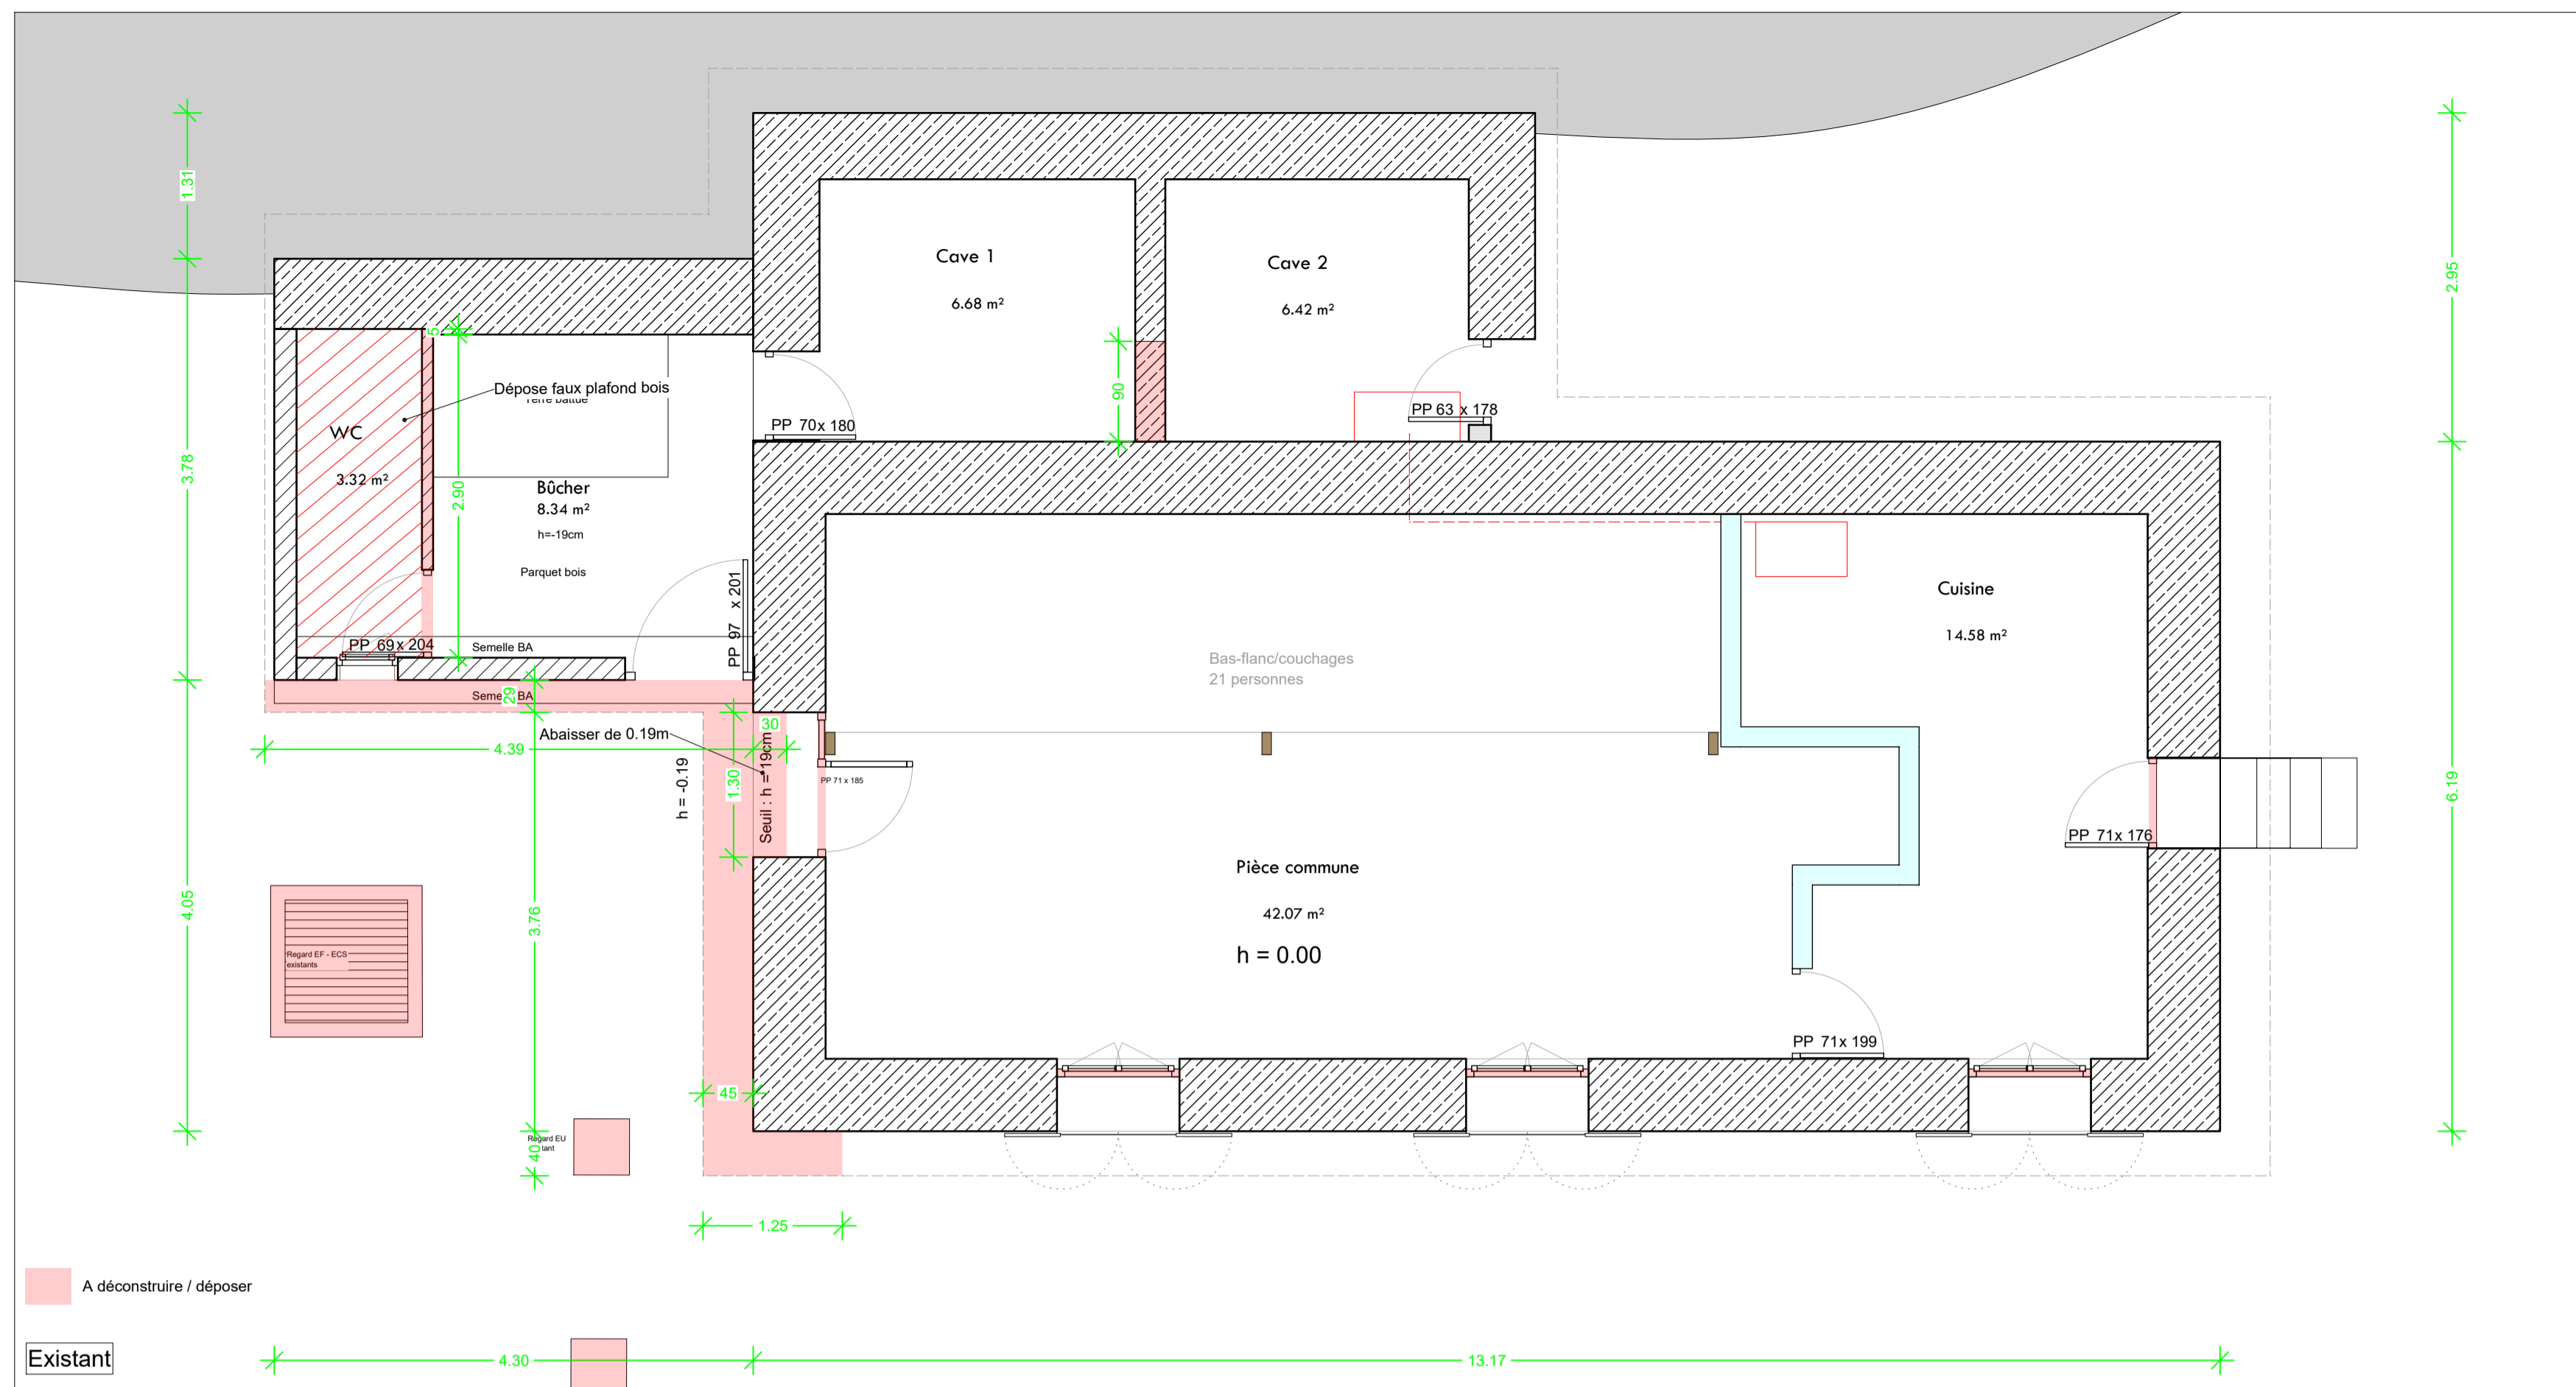 1.31
2.95
Cave 1
6.68 m²
Cave 2
6.42 m²
5
Dépose faux plafond bois
Terre battue
90
PP 63 x 178
PP 70x 180
WC
3.32 m²
3.78
2.90
Bûcher
8.34 m²
h=-19cm
Parquet bois
PP 97 x 201
PP 69x 204
Semelle BA
Cuisine
14.58 m²
Bas-flanc/couchages
21 personnes
29
30
Abaisser de 0.19m
4.39
1.30
h = -0.19
Seuil : h =-19cm
PP 71 x 185
6.19
PP 71x 176
Pièce commune
42.07 m²
h = 0.00
4.05
3.76
Regard EF - ECS
existants
PP 71x 199
45
Regard EU
tant
40
1.25
A déconstruire / déposer
Existant
4.30
13.17